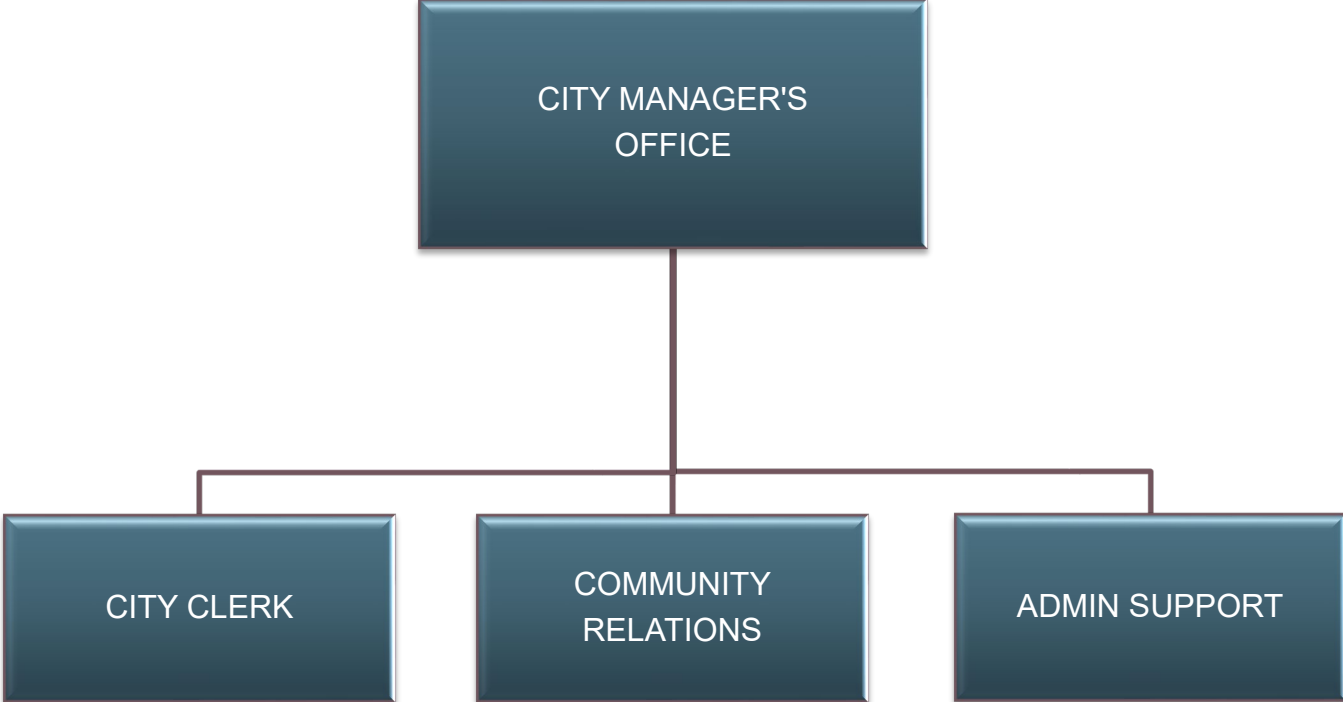 CITY MANAGER'S
OFFICE
CITY CLERK
COMMUNITY
RELATIONS
ADMIN SUPPORT